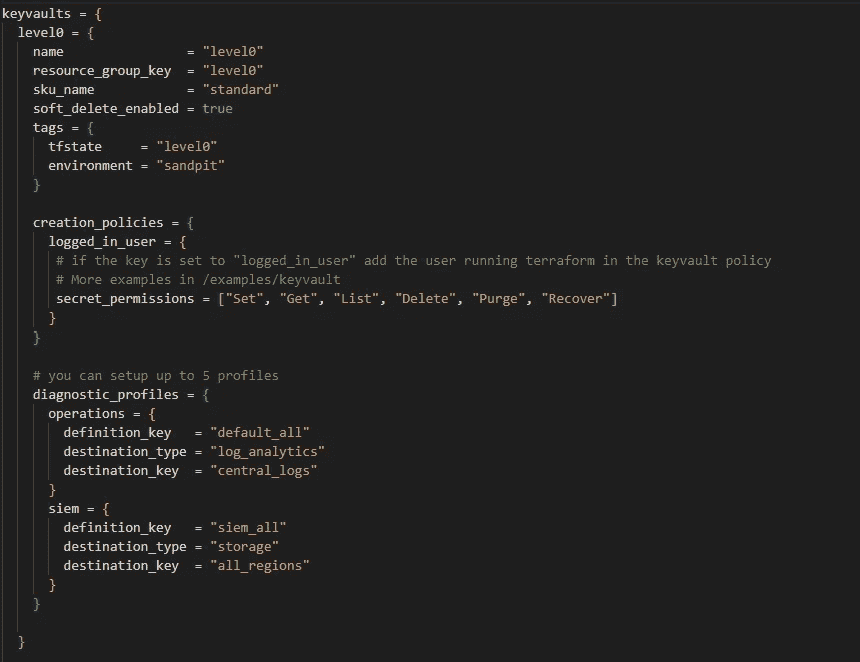 keyvaults = {
  level0 = {
    name                = "level0"
    resource_group_key  = "level0"
    sku_name            = "standard"
    soft_delete_enabled = true
    tags = {
      tfstate     = "level0"
      environment = "sandpit"
    }

    creation_policies = {
      logged_in_user = {
        # if the key is set to "logged_in_user" add the user running terraform in the keyvault policy
        # More examples in /examples/keyvault
        secret_permissions = ["Set", "Get", "List", "Delete", "Purge", "Recover"]
      }
    }

    # you can setup up to 5 profiles
    diagnostic_profiles = {
      operations = {
        definition_key   = "default_all"
        destination_type = "log_analytics"
        destination_key  = "central_logs"
      }
      siem = {
        definition_key   = "siem_all"
        destination_type = "storage"
        destination_key  = "all_regions"
      }
    }

  }